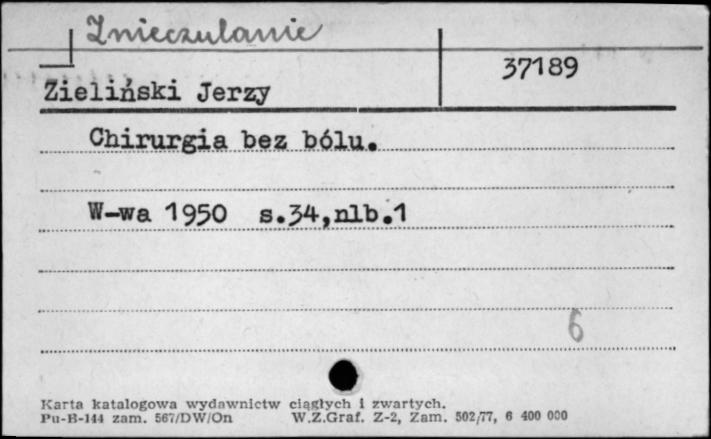 Znieczulanie
37189
Zieliński Jerzy
Chirurgia bez bólu.
W-wa 1950 s.34,nlb.1
6
Karta katalogowa wydawnictw ciągłych i zwartych.
Pu-B-144 zam. 567/DW/On W.Z.Graf. Z-2, Zam. 502/77, 6 400 000